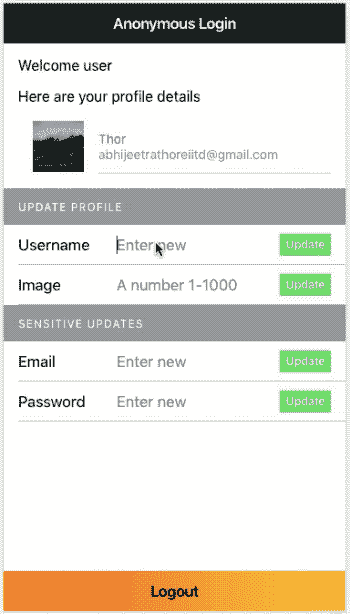 Anonymous Login
Welcome user
Here are your profile details
Thor
abhijeetrathoreiitd@gmail.com
UPDATE PROFILE
Username Enter new Update
Image A number 1-1000 Update
SENSITIVE UPDATES
Email Enter new Update
Password Enter new Update
Logout